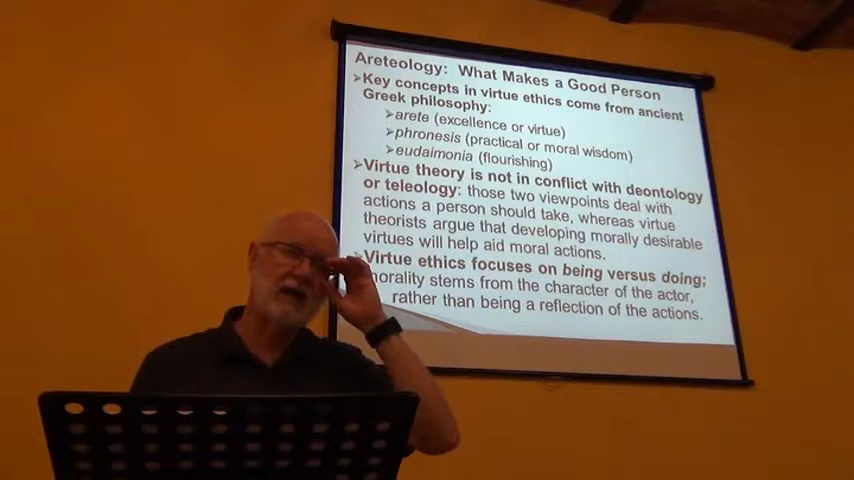 Areteology: What Makes a Good Person
➢Key concepts in virtue ethics come from ancient
Greek philosophy:
➢arete (excellence or virtue)
➢phronesis (practical or moral wisdom)
➢eudaimonia (flourishing)
➢Virtue theory is not in conflict with deontology
or teleology: those two viewpoints deal with
actions a person should take, whereas virtue
theorists argue that developing morally desirable
virtues will help aid moral actions.
➢Virtue ethics focuses on being versus doing;
morality stems from the character of the actor,
rather than being a reflection of the actions.